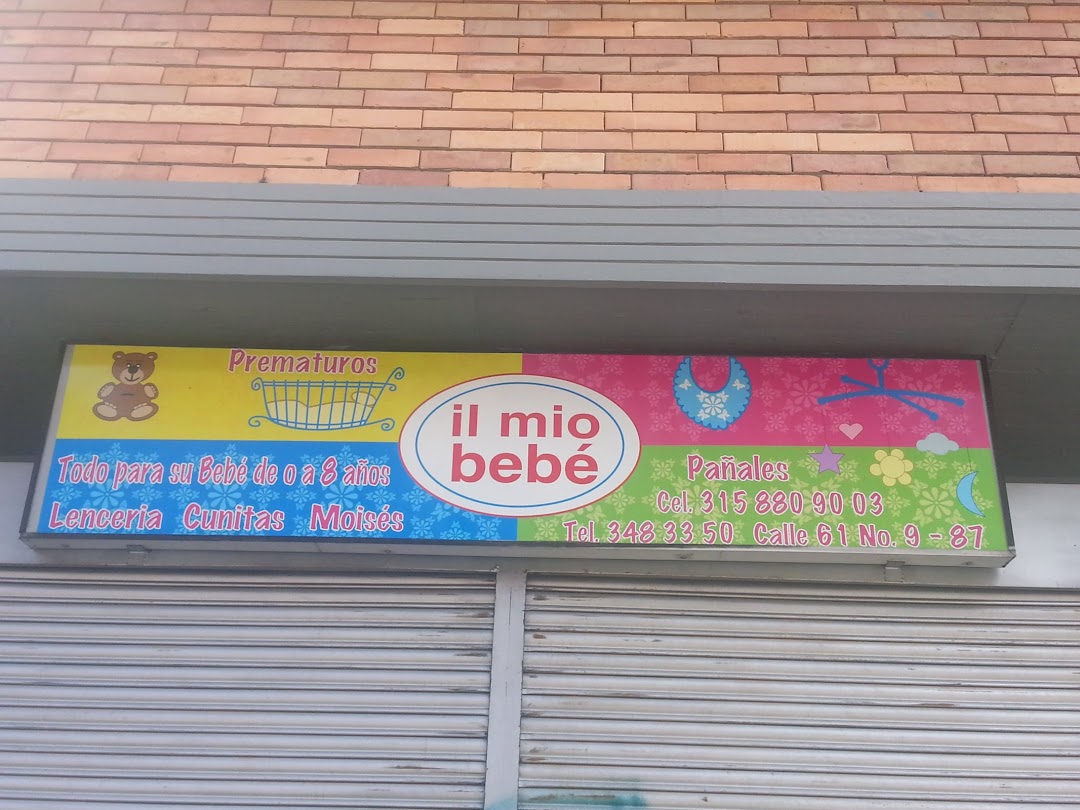 Prematuros
Todo para su Bebé de 0 a 8 años
Lenceria Cunitas Moisés
il mio
bebé
Pañales
Cel. 315 880 90 03
Tel. 348 33 50 Calle 61 No. 9 - 87